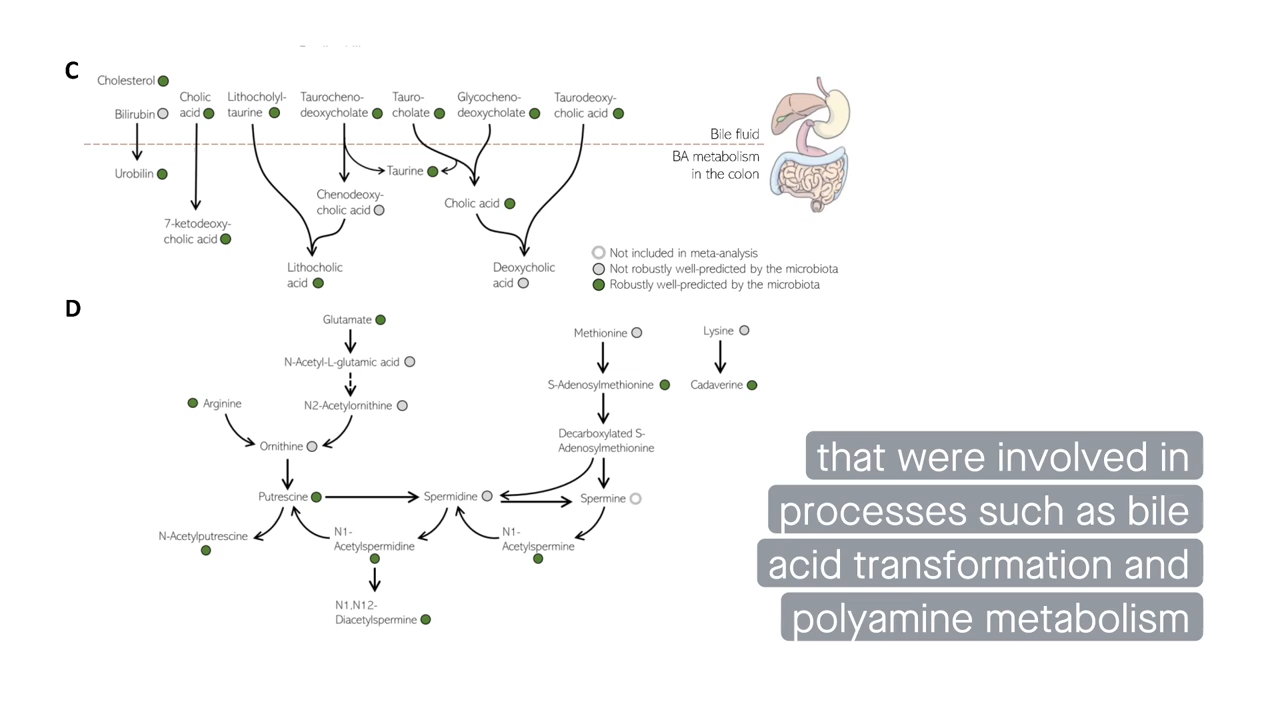 C
Cholesterol
Bilirubin
Urobilin
Cholic
acid
7-ketodeoxy-
cholic acid
Lithocholyl-
taurine
Taurocheno-
deoxycholate
Tauro-
cholate
Glycocheno-
deoxycholate
Taurodeoxy-
cholic acid
Bile fluid
BA metabolism
in the colon
Taurine
Chenodeoxy-
cholic acid
Cholic acid
Lithocholic
acid
Deoxycholic
acid
Not included in meta-analysis
Not robustly well-predicted by the microbiota
Robustly well-predicted by the microbiota
D
Glutamate
N-Acetyl-L-glutamic acid
N2-Acetylornithine
Arginine
Ornithine
Putrescine
N-Acetylputrescine
N1-
Acetylspermidine
N1,N12-
Diacetylspermine
Spermidine
N1-
Acetylspermine
Spermine
Methionine
S-Adenosylmethionine
Decarboxylated S-
Adenosylmethionine
Lysine
Cadaverine
that were involved in
processes such as bile
acid transformation and
polyamine metabolism